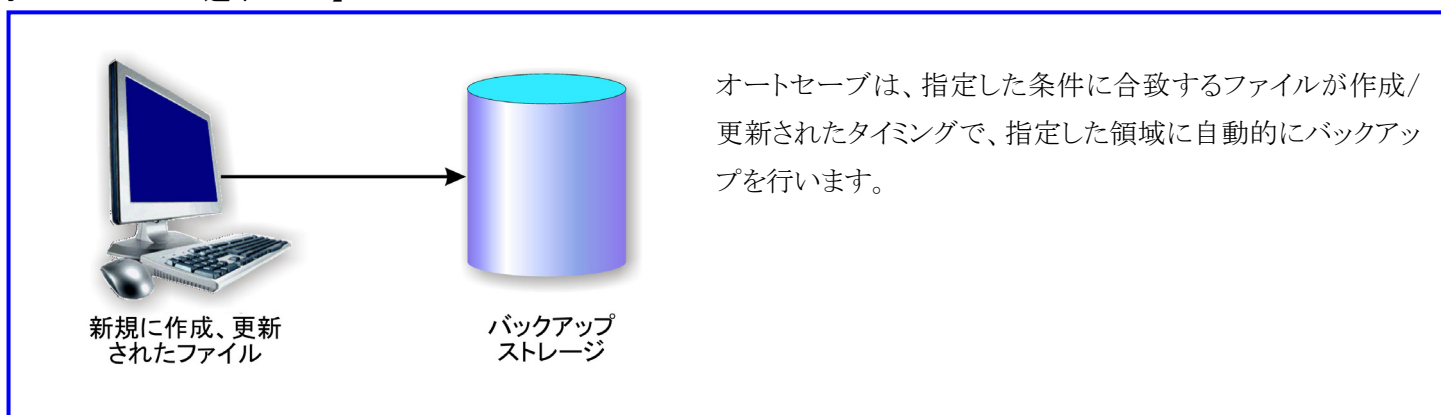 オートセーブは、指定した条件に合致するファイルが作成/
更新されたタイミングで、指定した領域に自動的にバックアッ
プを行います。
新規に作成、更新
されたファイル
バックアップ
ストレージ